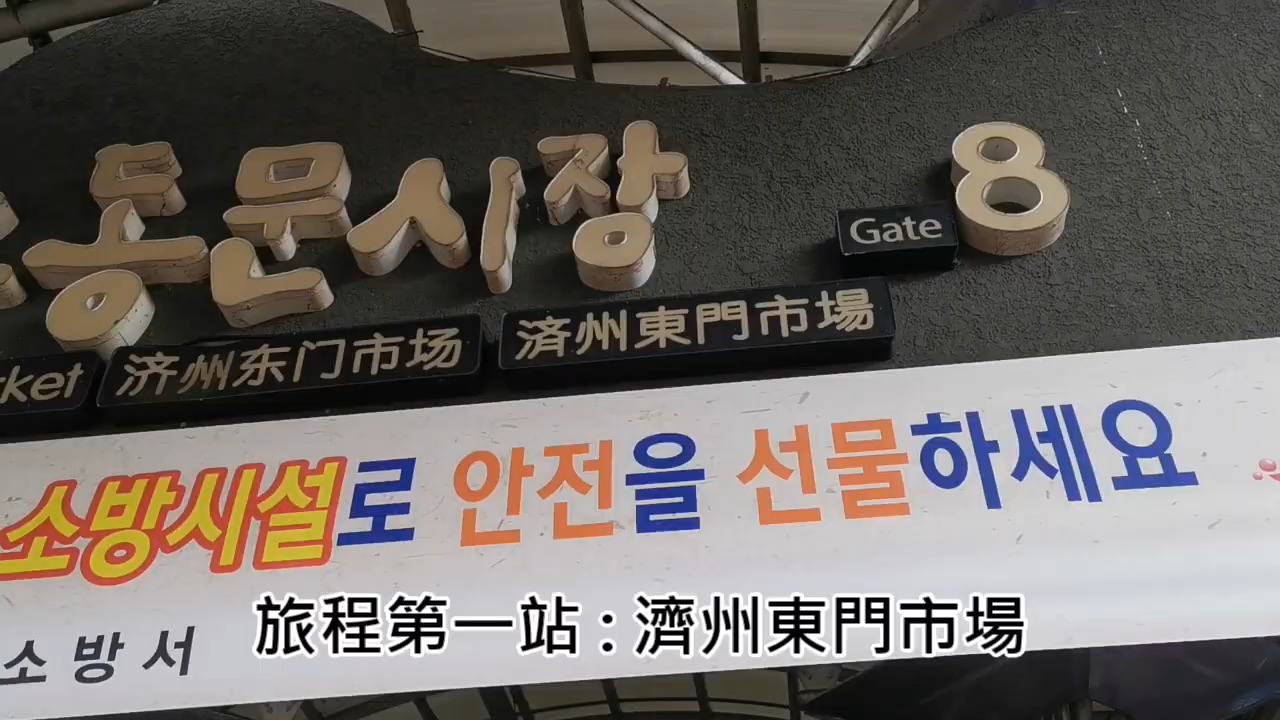 동문시장
Gate 8
济州东门市场
済州東門市場
소방시설로 안전을 선물하세요
소방서
旅程第一站 : 濟州東門市場